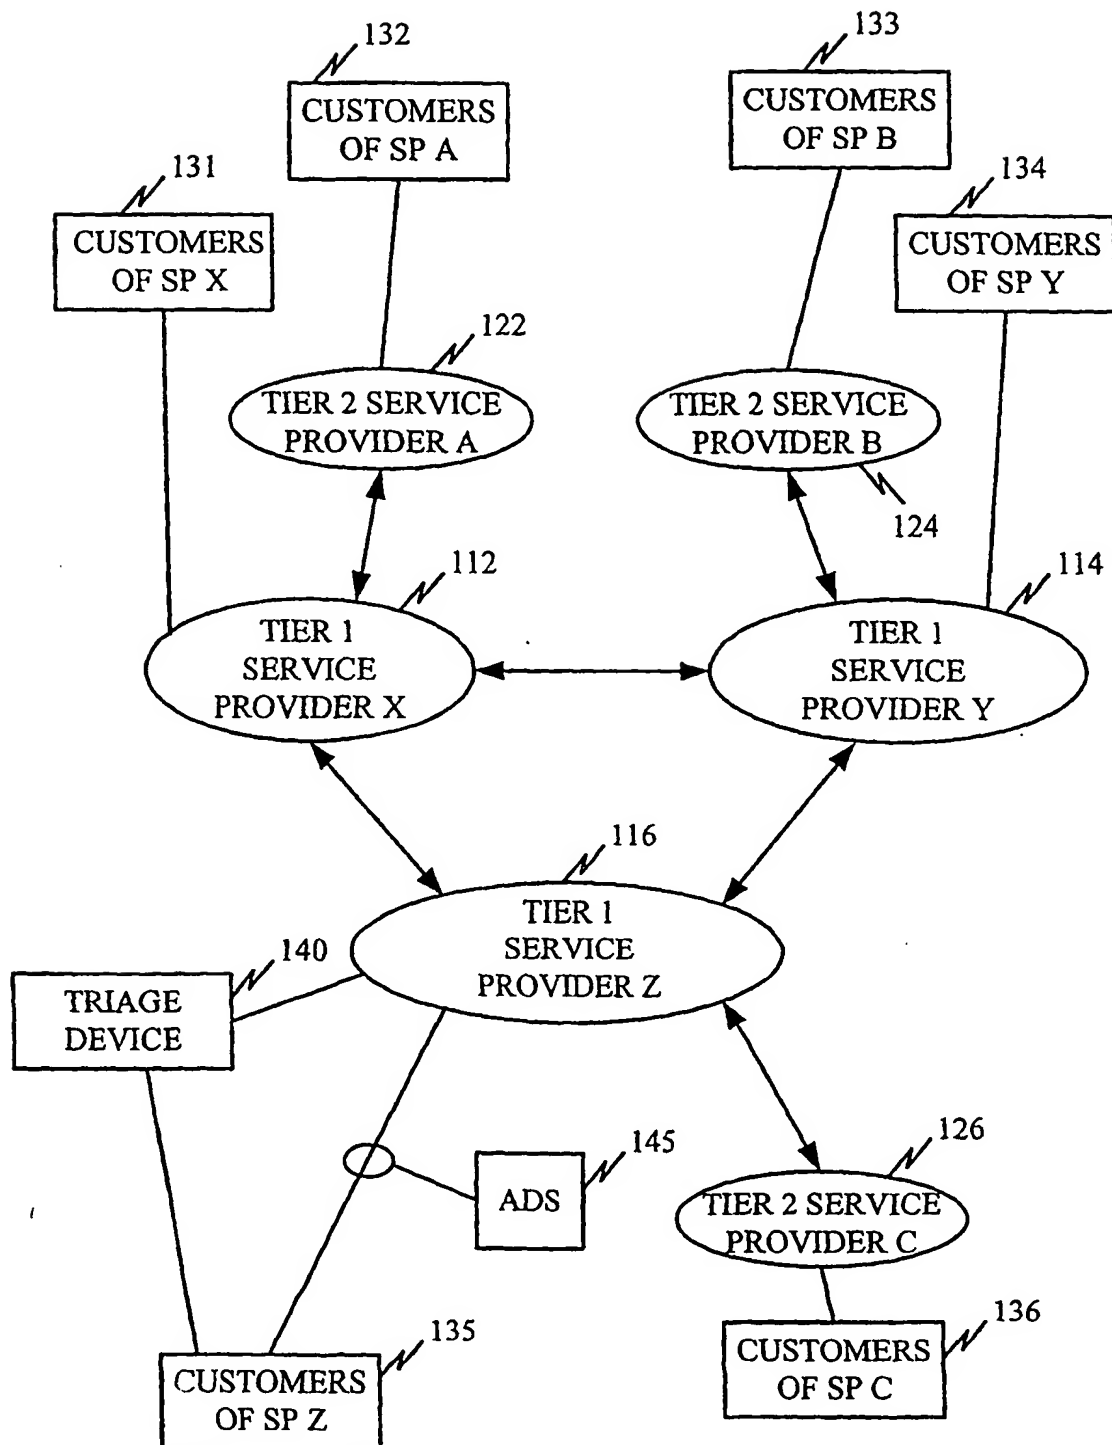 132
CUSTOMERS
OF SP A
133
CUSTOMERS
OF SP B
131
CUSTOMERS
OF SP X
134
CUSTOMERS
OF SP Y
122
TIER 2 SERVICE
PROVIDER A
TIER 2 SERVICE
PROVIDER B
124
112
TIER 1
SERVICE
PROVIDER X
114
TIER 1
SERVICE
PROVIDER Y
116
TIER 1
SERVICE
PROVIDER Z
140
TRIAGE
DEVICE
145
ADS
126
TIER 2 SERVICE
PROVIDER C
135
CUSTOMERS
OF SP Z
136
CUSTOMERS
OF SP C